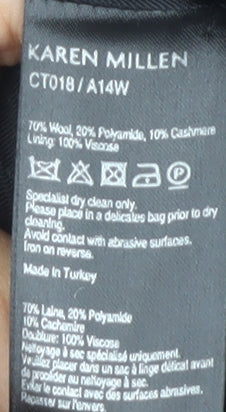 KAREN MILLEN
CT018 / A14W
70% Wool, 20% Polyamide, 10% Cashmere
Lining: 100% Viscose
Specialist dry clean only.
Please place in a delicates bag prior to dry
cleaning.
Avoid contact with abrasive surfaces.
Iron on reverse.
Made in Turkey
70% Laine, 20% Polyamide
10% Cachemire
Doublure: 100% Viscose
Nettoyage à sec spécialisé uniquement.
Veuillez placer dans un sac à linge délicat avant
de procéder au nettoyage à sec.
Eviter le contact avec des surfaces abrasives.
Repasser sur l'envers.